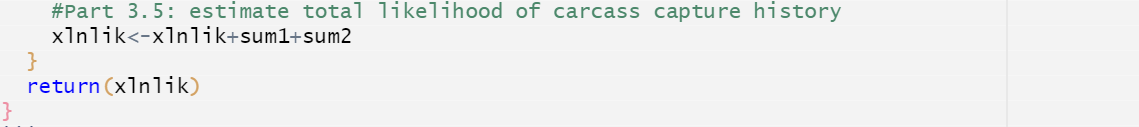 #Part 3.5: estimate total likelihood of carcass capture history
xlnlik<-xlnlik+sum1+sum2
}
return(xlnlik)
}